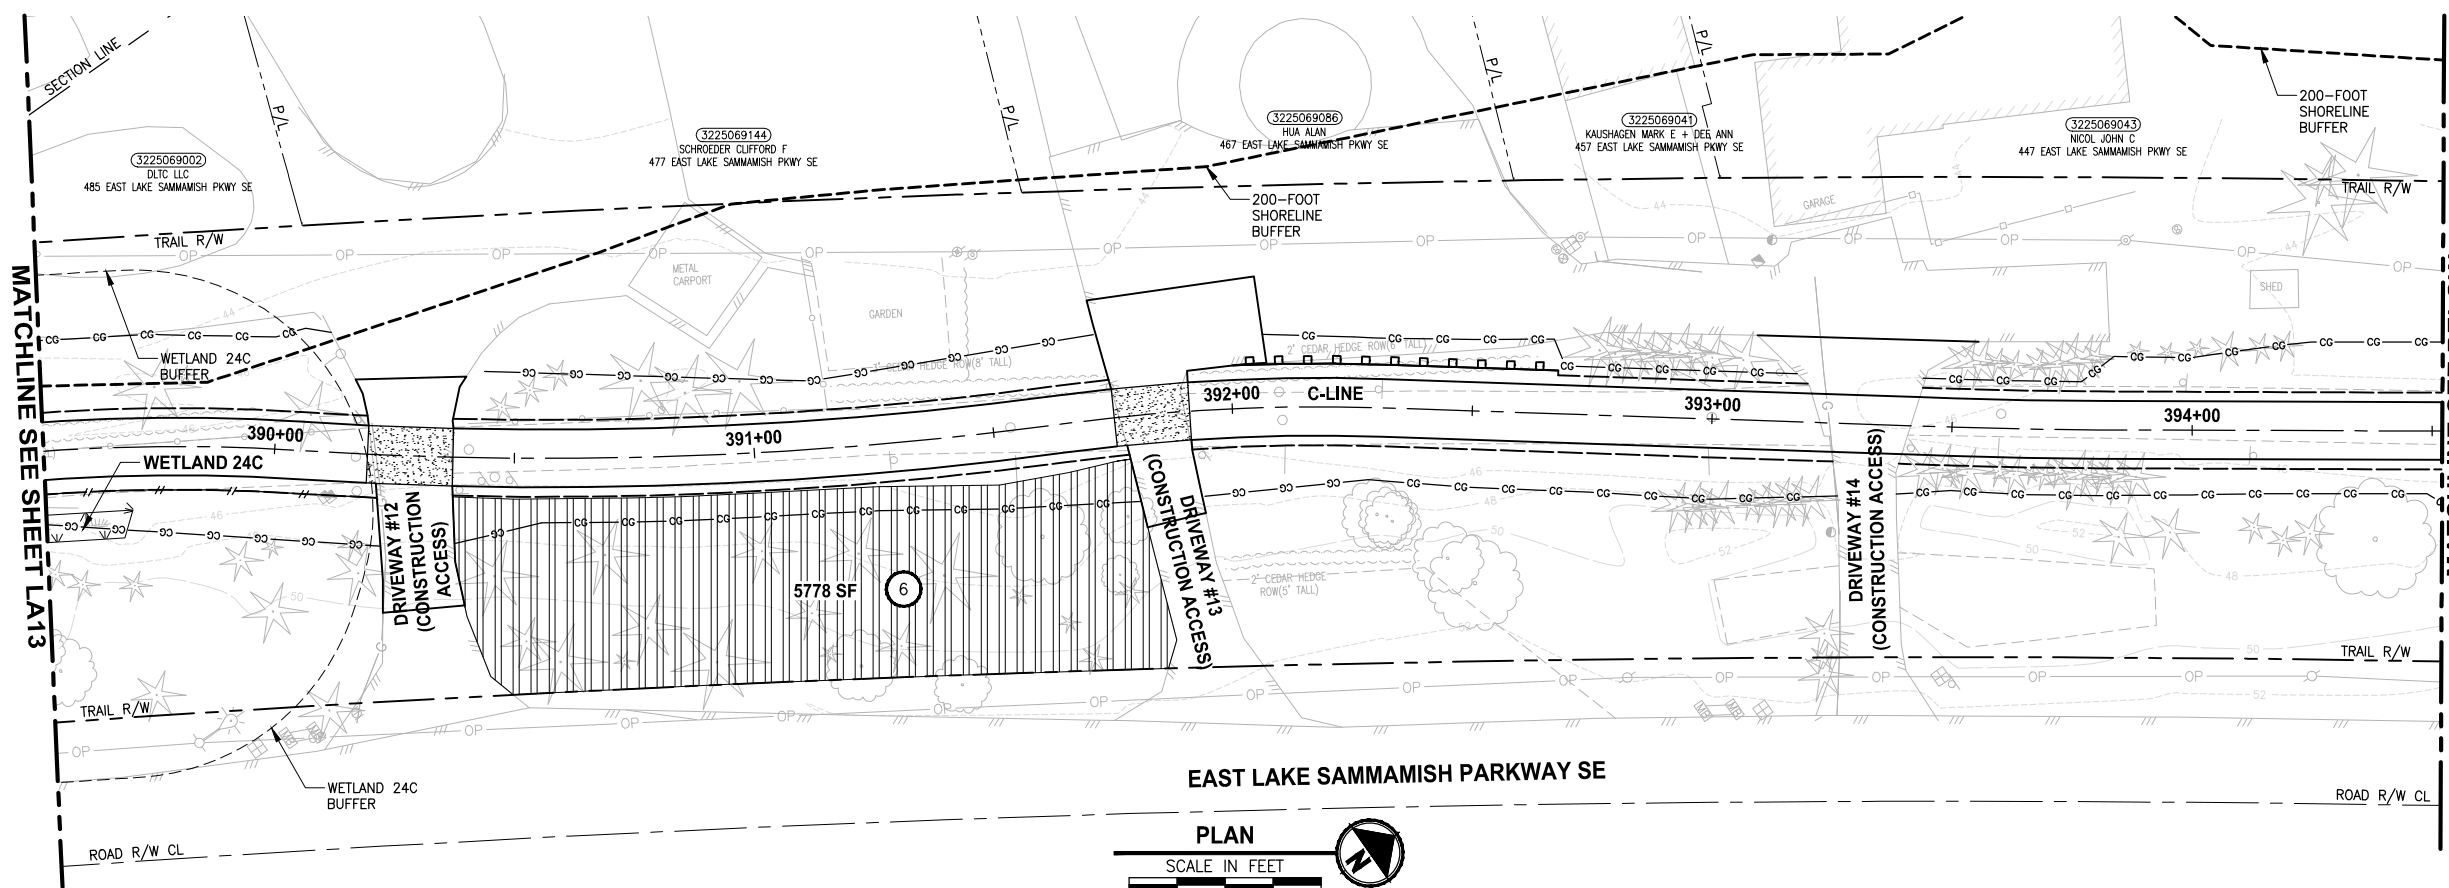 SECTION LINE
P/L
P/L
P/L
P/L
3225069002
DLTC LLC
485 EAST LAKE SAMMAMISH PKWY SE
3225069144
SCHROEDER CLIFFORD F
477 EAST LAKE SAMMAMISH PKWY SE
3225069086
HUA ALAN
467 EAST LAKE SAMMAMISH PKWY SE
3225069041
KAUSHAGEN MARK E + DEE ANN
457 EAST LAKE SAMMAMISH PKWY SE
3225069043
NICOL JOHN C
447 EAST LAKE SAMMAMISH PKWY SE
200-FOOT
SHORELINE
BUFFER
200-FOOT
SHORELINE
BUFFER
TRAIL R/W
TRAIL R/W
GARAGE
METAL
CARPORT
GARDEN
SHED
MATCHLINE SEE SHEET LA13
WETLAND 24C
BUFFER
2' CEDAR HEDGE ROW(8' TALL)
2' CEDAR HEDGE ROW(6' TALL)
390+00
391+00
392+00
C-LINE
393+00
394+00
WETLAND 24C
DRIVEWAY #12
(CONSTRUCTION
ACCESS)
DRIVEWAY #13
(CONSTRUCTION ACCESS)
DRIVEWAY #14
(CONSTRUCTION ACCESS)
5778 SF
6
2' CEDAR HEDGE
ROW(5' TALL)
TRAIL R/W
TRAIL R/W
WETLAND 24C
BUFFER
EAST LAKE SAMMAMISH PARKWAY SE
ROAD R/W CL
ROAD R/W CL
PLAN
N
SCALE IN FEET